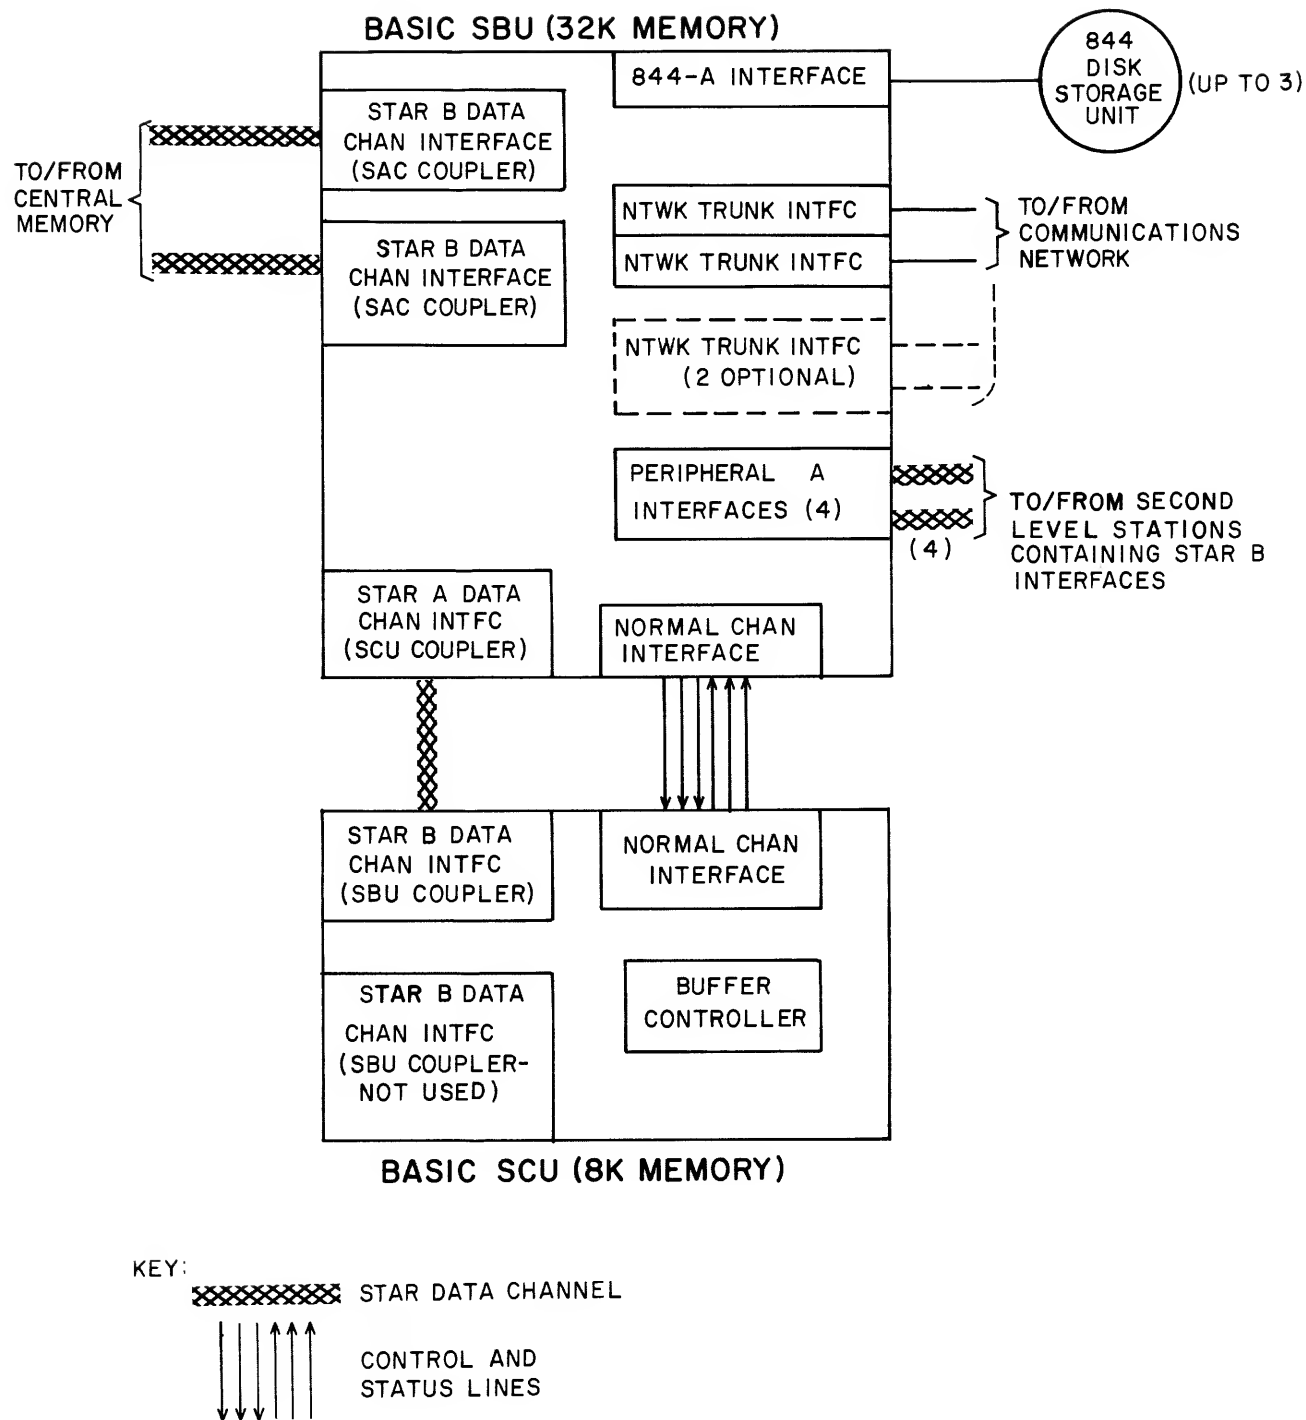 BASIC SBU (32K MEMORY)
844-A INTERFACE
844
DISK
STORAGE
UNIT
(UP TO 3)
STAR B DATA
CHAN INTERFACE
(SAC COUPLER)
TO/FROM
CENTRAL
MEMORY
STAR B DATA
CHAN INTERFACE
(SAC COUPLER)
NTWK TRUNK INTFC
NTWK TRUNK INTFC
TO/FROM
COMMUNICATIONS
NETWORK
NTWK TRUNK INTFC
(2 OPTIONAL)
PERIPHERAL A
INTERFACES (4)
(4)
TO/FROM SECOND
LEVEL STATIONS
CONTAINING STAR B
INTERFACES
STAR A DATA
CHAN INTFC
(SCU COUPLER)
NORMAL CHAN
INTERFACE
STAR B DATA
CHAN INTFC
(SBU COUPLER)
NORMAL CHAN
INTERFACE
STAR B DATA
CHAN INTFC
(SBU COUPLER-
NOT USED)
BUFFER
CONTROLLER
BASIC SCU (8K MEMORY)
KEY:
STAR DATA CHANNEL
CONTROL AND
STATUS LINES